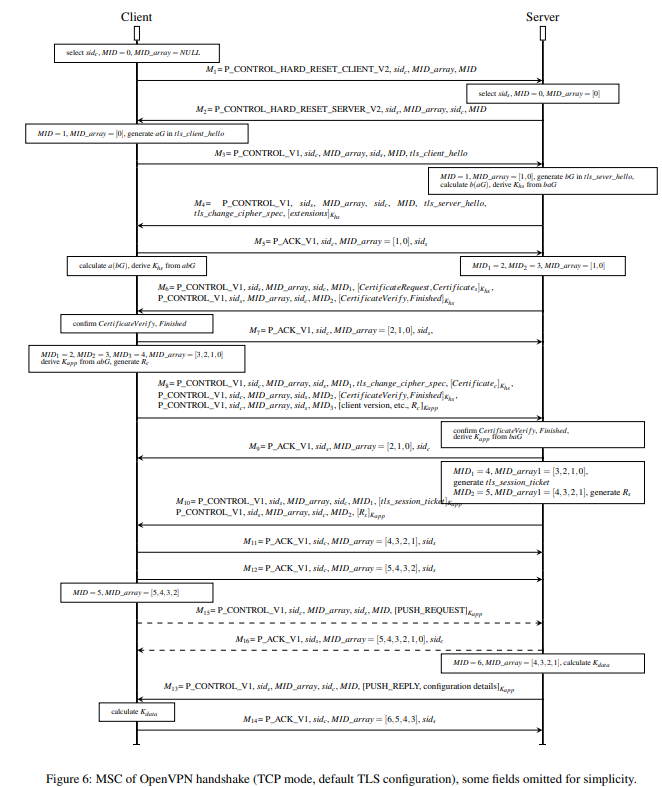 Client
Server
select sid_c, MID = 0, MID_array = NULL
M_1= P_CONTROL_HARD_RESET_CLIENT_V2, sid_c, MID_array, MID
select sid_s, MID = 0, MID_array = [0]
M_2= P_CONTROL_HARD_RESET_SERVER_V2, sid_s, MID_array, sid_c, MID
MID = 1, MID_array = [0], generate aG in tls_client_hello
M_3= P_CONTROL_V1, sid_c, MID_array, sid_s, MID, tls_client_hello
MID = 1, MID_array = [1,0], generate bG in tls_sever_hello,
calculate b(aG), derive K_hs from baG
M_4= P_CONTROL_V1, sid_s, MID_array, sid_c, MID, tls_server_hello,
tls_change_cipher_spec, [extensions]_K_hs
M_5= P_ACK_V1, sid_c, MID_array = [1,0], sid_s
calculate a(bG), derive K_hs from abG
MID_1 = 2, MID_2 = 3, MID_array = [1,0]
M_6= P_CONTROL_V1, sid_s, MID_array, sid_c, MID_1, [CertificateRequest,Certificate_s]_K_hs,
P_CONTROL_V1, sid_s, MID_array, sid_c, MID_2, [CertificateVerify,Finished]_K_hs
confirm CertificateVerify, Finished
M_7= P_ACK_V1, sid_c, MID_array = [2,1,0], sid_s,
MID_1 = 2, MID_2 = 3, MID_3 = 4, MID_array = [3,2,1,0]
derive K_app from abG, generate R_c
M_8= P_CONTROL_V1, sid_c, MID_array, sid_s, MID_1, tls_change_cipher_spec, [Certificate_c]_K_hs,
P_CONTROL_V1, sid_c, MID_array, sid_s, MID_2, [CertificateVerify,Finished]_K_hs,
P_CONTROL_V1, sid_c, MID_array, sid_s, MID_3, [client version, etc., R_c]_Kapp
confirm CertificateVerify, Finished,
derive K_app from baG
M_9= P_ACK_V1, sid_s, MID_array = [2,1,0], sid_c
MID_1 = 4, MID_array1 = [3,2,1,0],
generate tls_session_ticket
MID_2 = 5, MID_array1 = [4,3,2,1], generate R_s
M_10= P_CONTROL_V1, sid_s, MID_array, sid_c, MID_1, [tls_session_ticket]_K_app
P_CONTROL_V1, sid_s, MID_array, sid_c, MID_2, [R_s]_K_app
M_11= P_ACK_V1, sid_c, MID_array = [4,3,2,1], sid_s
M_12= P_ACK_V1, sid_c, MID_array = [5,4,3,2], sid_s
MID = 5, MID_array = [5,4,3,2]
M_15= P_CONTROL_V1, sid_c, MID_array, sid_s, MID, [PUSH_REQUEST]_K_app
M_16= P_ACK_V1, sid_s, MID_array = [5,4,3,2,1,0], sid_c
MID = 6, MID_array = [4,3,2,1], calculate K_data
M_13= P_CONTROL_V1, sid_s, MID_array, sid_c, MID, [PUSH_REPLY, configuration details]_K_app
calculate K_data
M_14= P_ACK_V1, sid_c, MID_array = [6,5,4,3], sid_s
Figure 6: MSC of OpenVPN handshake (TCP mode, default TLS configuration), some fields omitted for simplicity.